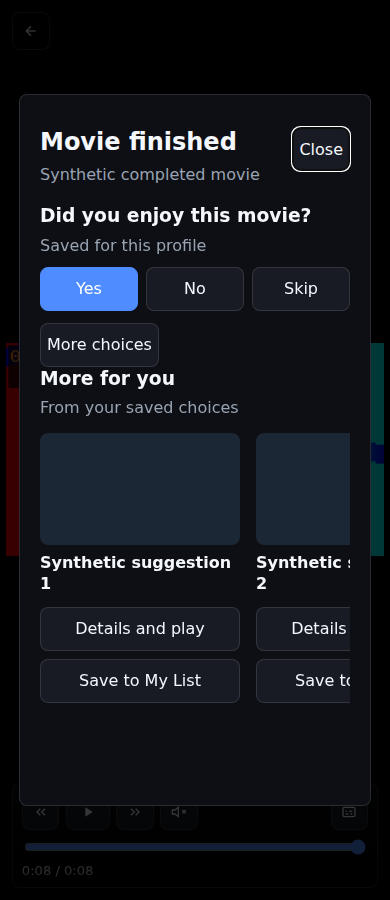 Movie finished
Close
Synthetic completed movie
Did you enjoy this movie?
Saved for this profile
Yes
No
Skip
More choices
More for you
From your saved choices
Synthetic suggestion
1
Synthetic
2
Details and play
Details
Save to My List
Save to
0:08 / 0:08